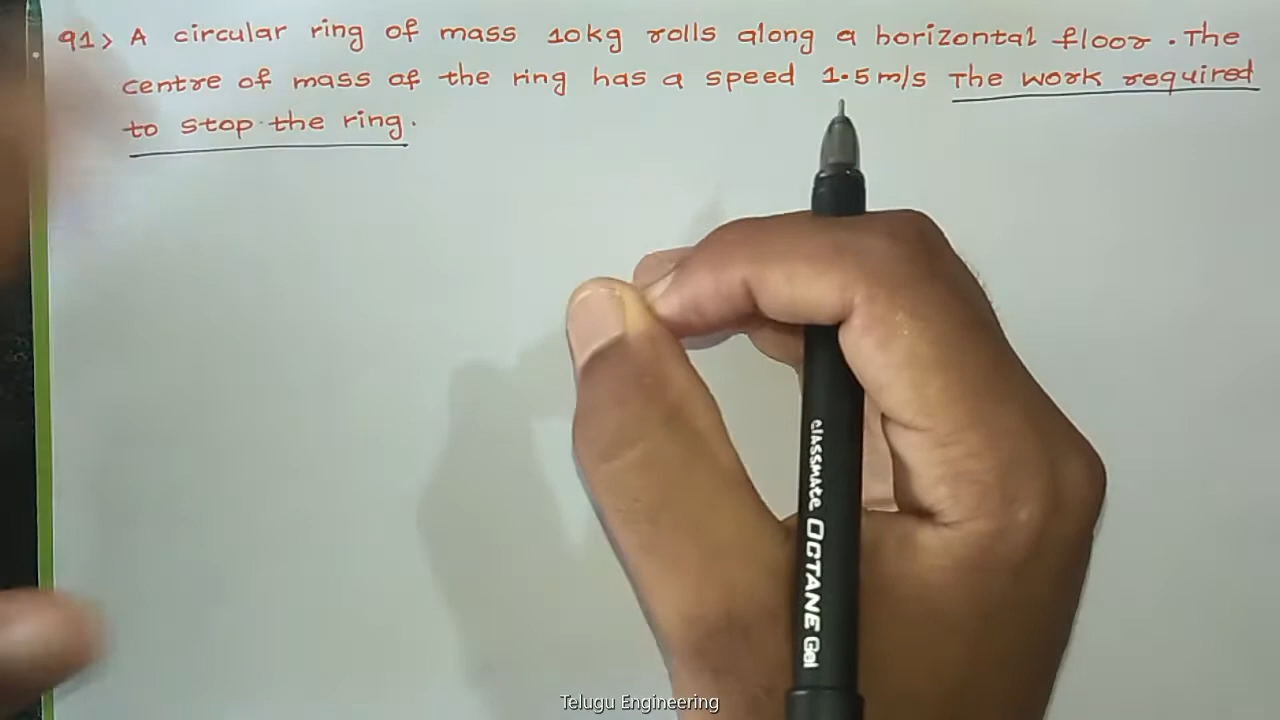 91> A circular ring of mass 10kg rolls along a horizontal floor. The
centre of mass of the ring has a speed 1.5 m/s The work required
to stop the ring.
classmate OCTANE Gel
Telugu Engineering